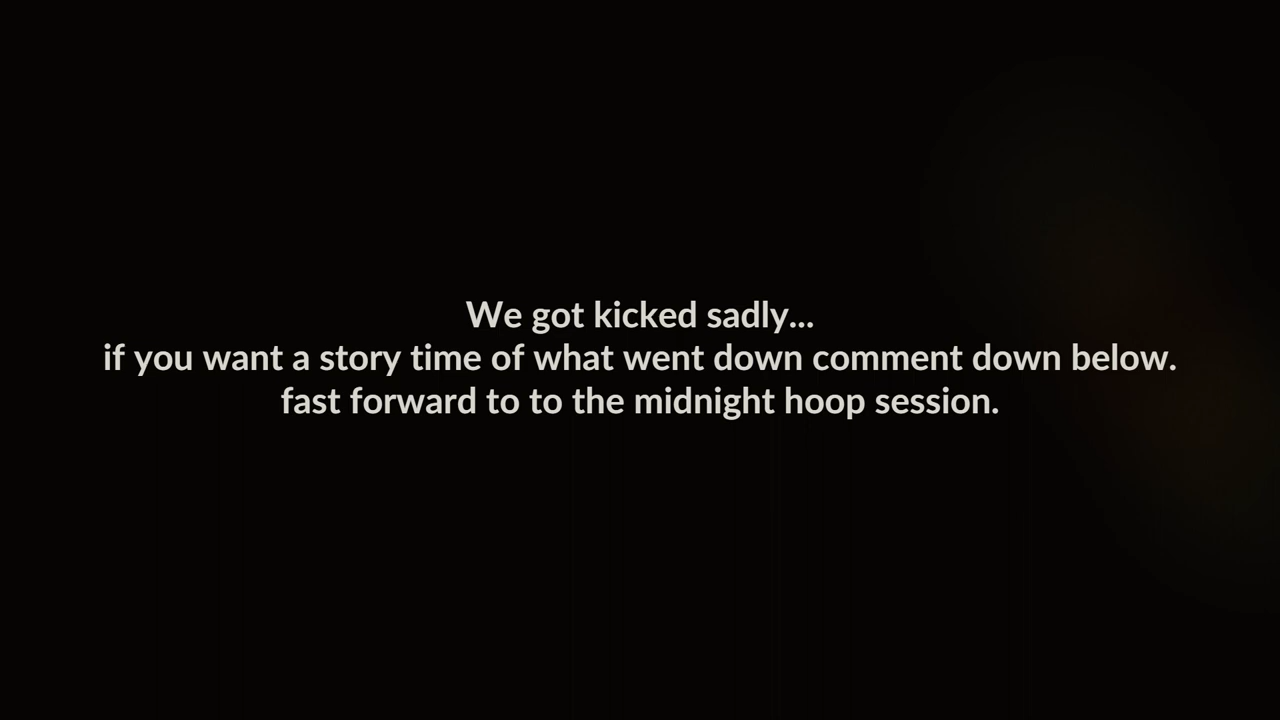 We got kicked sadly...
if you want a story time of what went down comment down below.
fast forward to to the midnight hoop session.